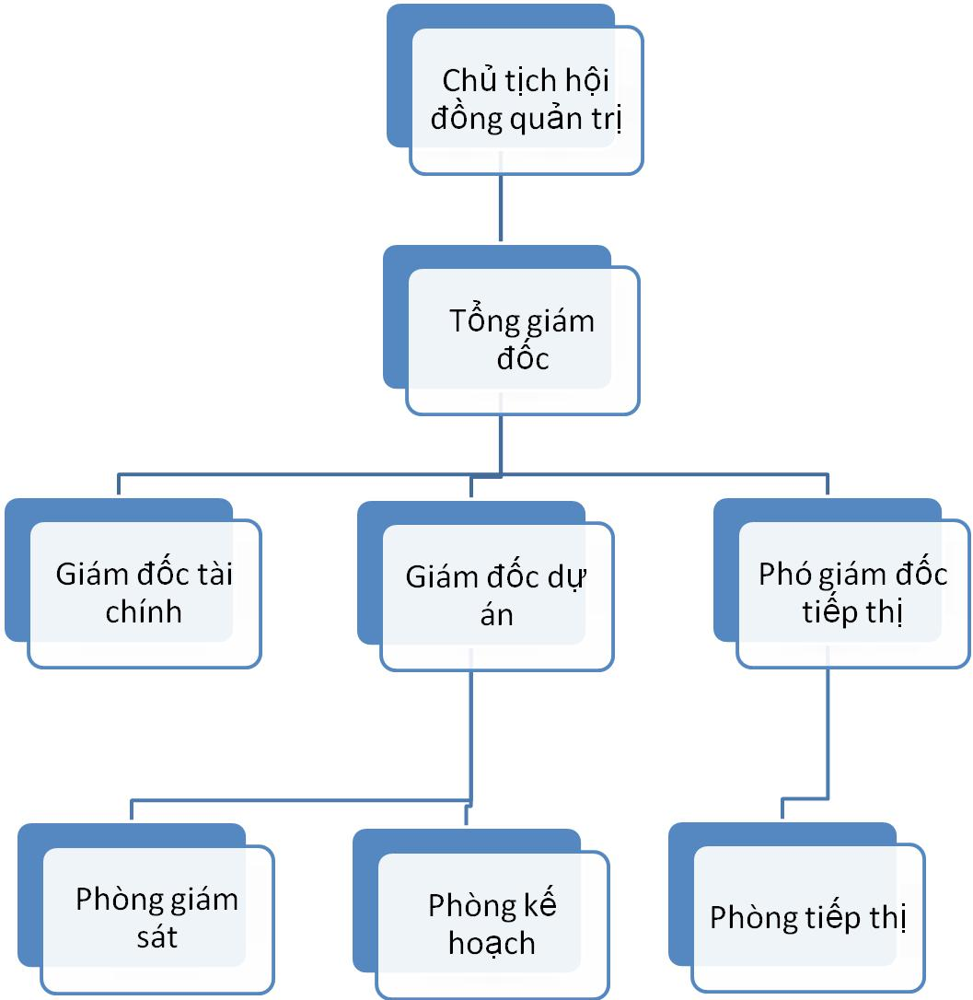 Chủ tịch hội
đồng quản trị
Tổng giám
đốc
Giám đốc tài
chính
Giám đốc dự
án
Phó giám đốc
tiếp thị
Phòng giám
sát
Phòng kế
hoạch
Phòng tiếp thị